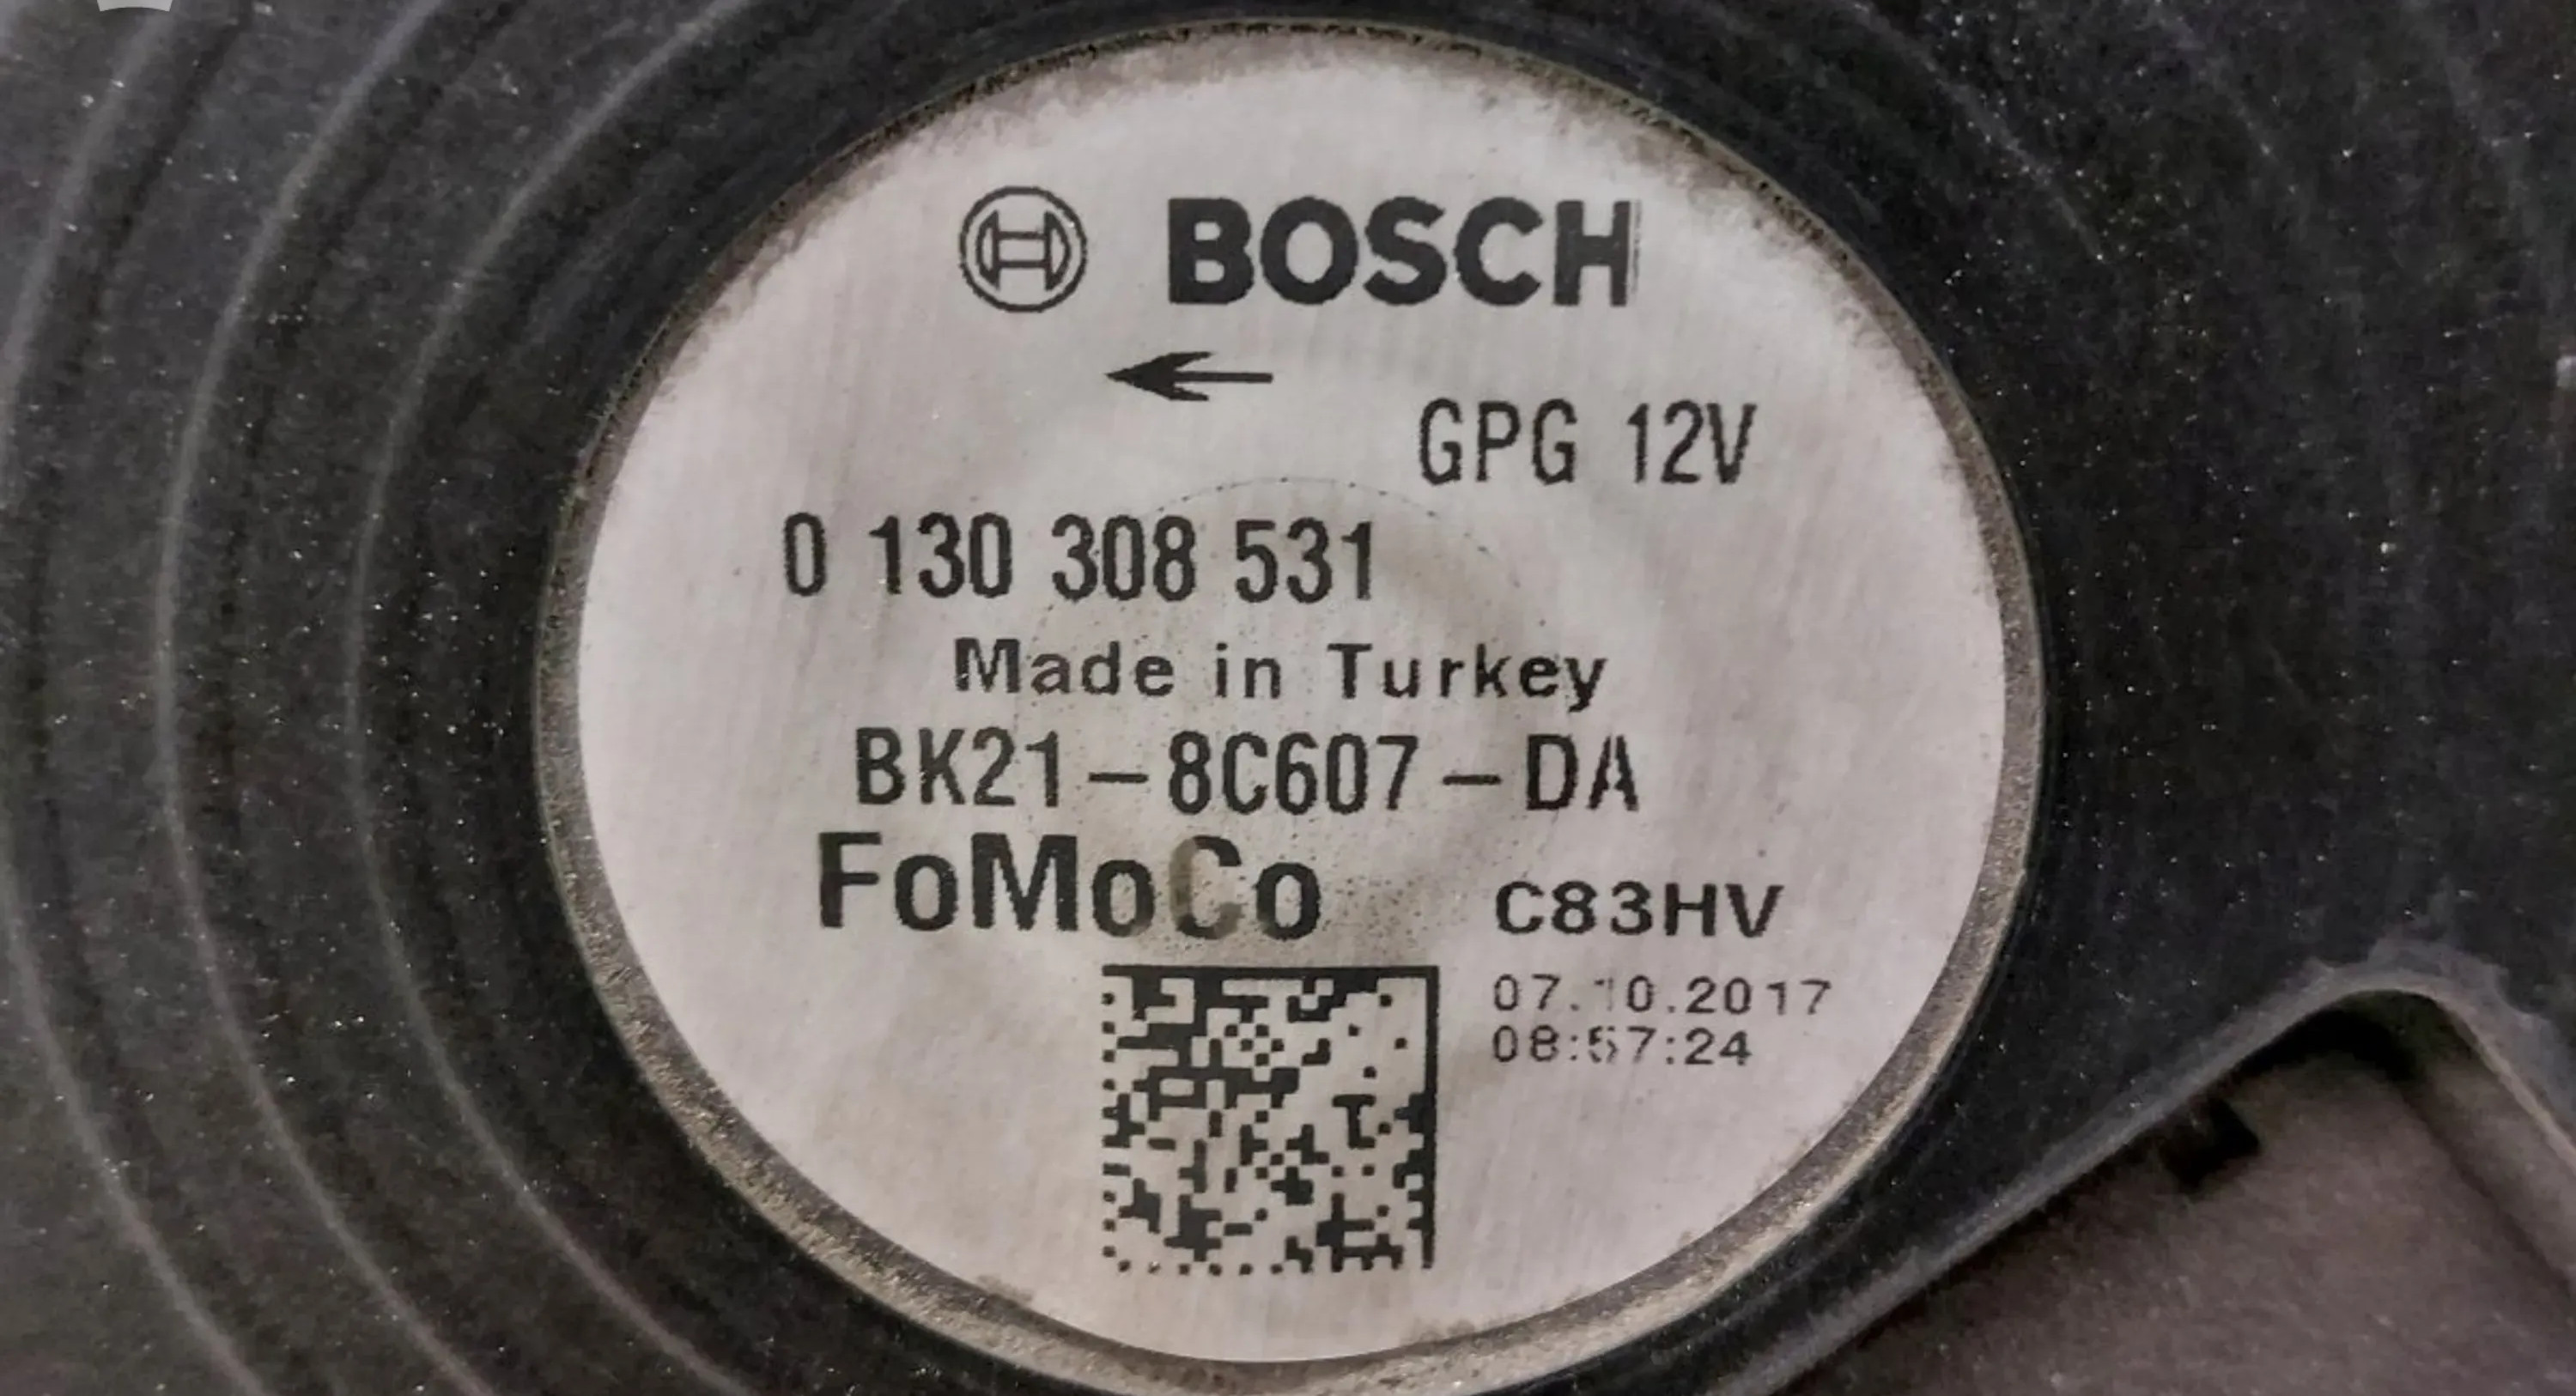 BOSCH
GPG 12V
0 130 308 531
Made in Turkey
BK21-8C607-DA
FoMoCo C83HV
07.10.2017
08:57:24